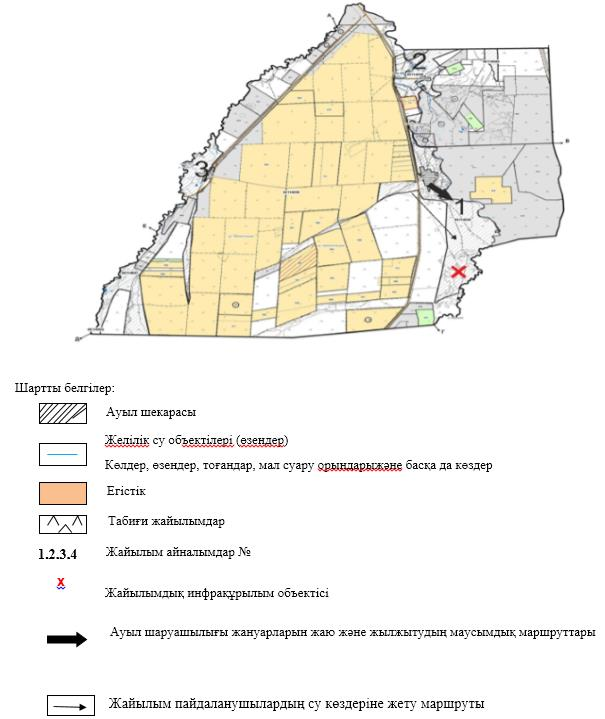 2
3
1
Шартты белгілер:
Ауыл шекарасы
Желілік су объектілері (өзендер)
Көлдер, өзендер, тоғандар, мал суару орындарыжәне басқа да көздер
Егістік
Табиғи жайылымдар
1.2.3.4 Жайылым айналымдар №
х Жайылымдық инфрақұрылым объектісі
Ауыл шаруашылығы жануарларын жаю және жылжытудың маусымдық маршруттары
Жайылым пайдаланушылардың су көздеріне жету маршруты